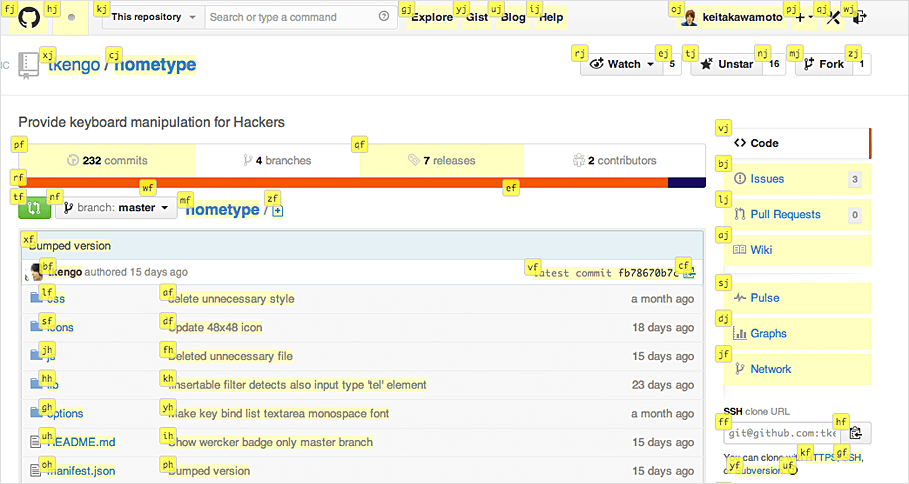 fj hj kj This repository Search or type a command gj Explore yj Gist uj Blog ij Help oj keitakawamoto pj qj wj
xj tkengo / cj hometype rj Watch ej 5 tj Unstar nj 16 mj Fork zj 1
Provide keyboard manipulation for Hackers
pf 232 commits 4 branches qf 7 releases 2 contributors
rf wf ef
tf nf branch: master mf hometype / zf
xf Bumped version
bf tkengo authored 15 days ago vf latest commit fb78670b7c cf
lf css af delete unnecessary style a month ago
sf icons df Update 48x48 icon 18 days ago
jh js fh Deleted unnecessary file 15 days ago
hh lib kh Iinsertable filter detects also input type 'tel' element 23 days ago
gh options yh Make key bind list textarea monospace font a month ago
uh README.md ih Show wercker badge only master branch 15 days ago
oh manifest.json ph Bumped version 15 days ago
vj Code
bj Issues 3
lj Pull Requests 0
aj Wiki
sj Pulse
dj Graphs
jf Network
SSH clone URL
ff git@github.com:tke hf
You can clone with HTTPS, SSH,
kf gf
or Subversion.
yf uf